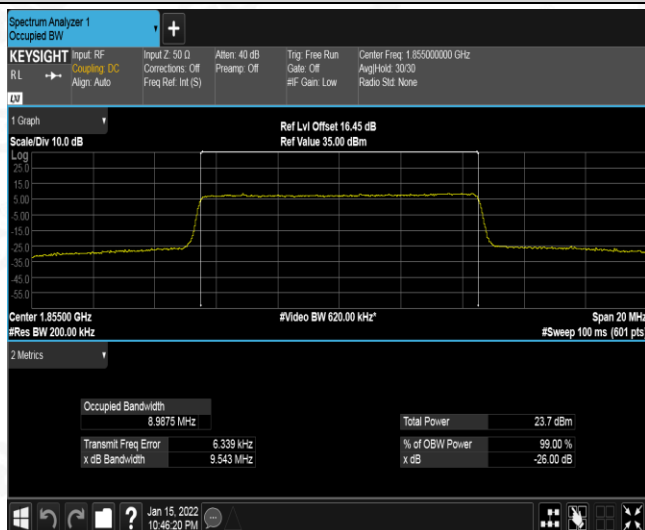 Spectrum Analyzer 1
Occupied BW
+
KEYSIGHT
RL
LXI
Input: RF
Coupling: DC
Align: Auto
Input Z: 50 Ω
Corrections: Off
Freq Ref: Int (S)
Atten: 40 dB
Preamp: Off
Trig: Free Run
Gate: Off
#IF Gain: Low
Center Freq: 1.855000000 GHz
Avg|Hold: 30/30
Radio Std: None
1 Graph
Scale/Div 10.0 dB
Ref Lvl Offset 16.45 dB
Ref Value 35.00 dBm
Log
25.0
15.0
5.00
-5.00
-15.0
-25.0
-35.0
-45.0
-55.0
Center 1.85500 GHz
#Video BW 620.00 kHz*
Span 20 MHz
#Res BW 200.00 kHz
#Sweep 100 ms (601 pts)
2 Metrics
Occupied Bandwidth
8.9875 MHz
Total Power 23.7 dBm
Transmit Freq Error 6.339 kHz
% of OBW Power 99.00 %
x dB Bandwidth 9.543 MHz
x dB -26.00 dB
?
Jan 15, 2022
10:46:20 PM